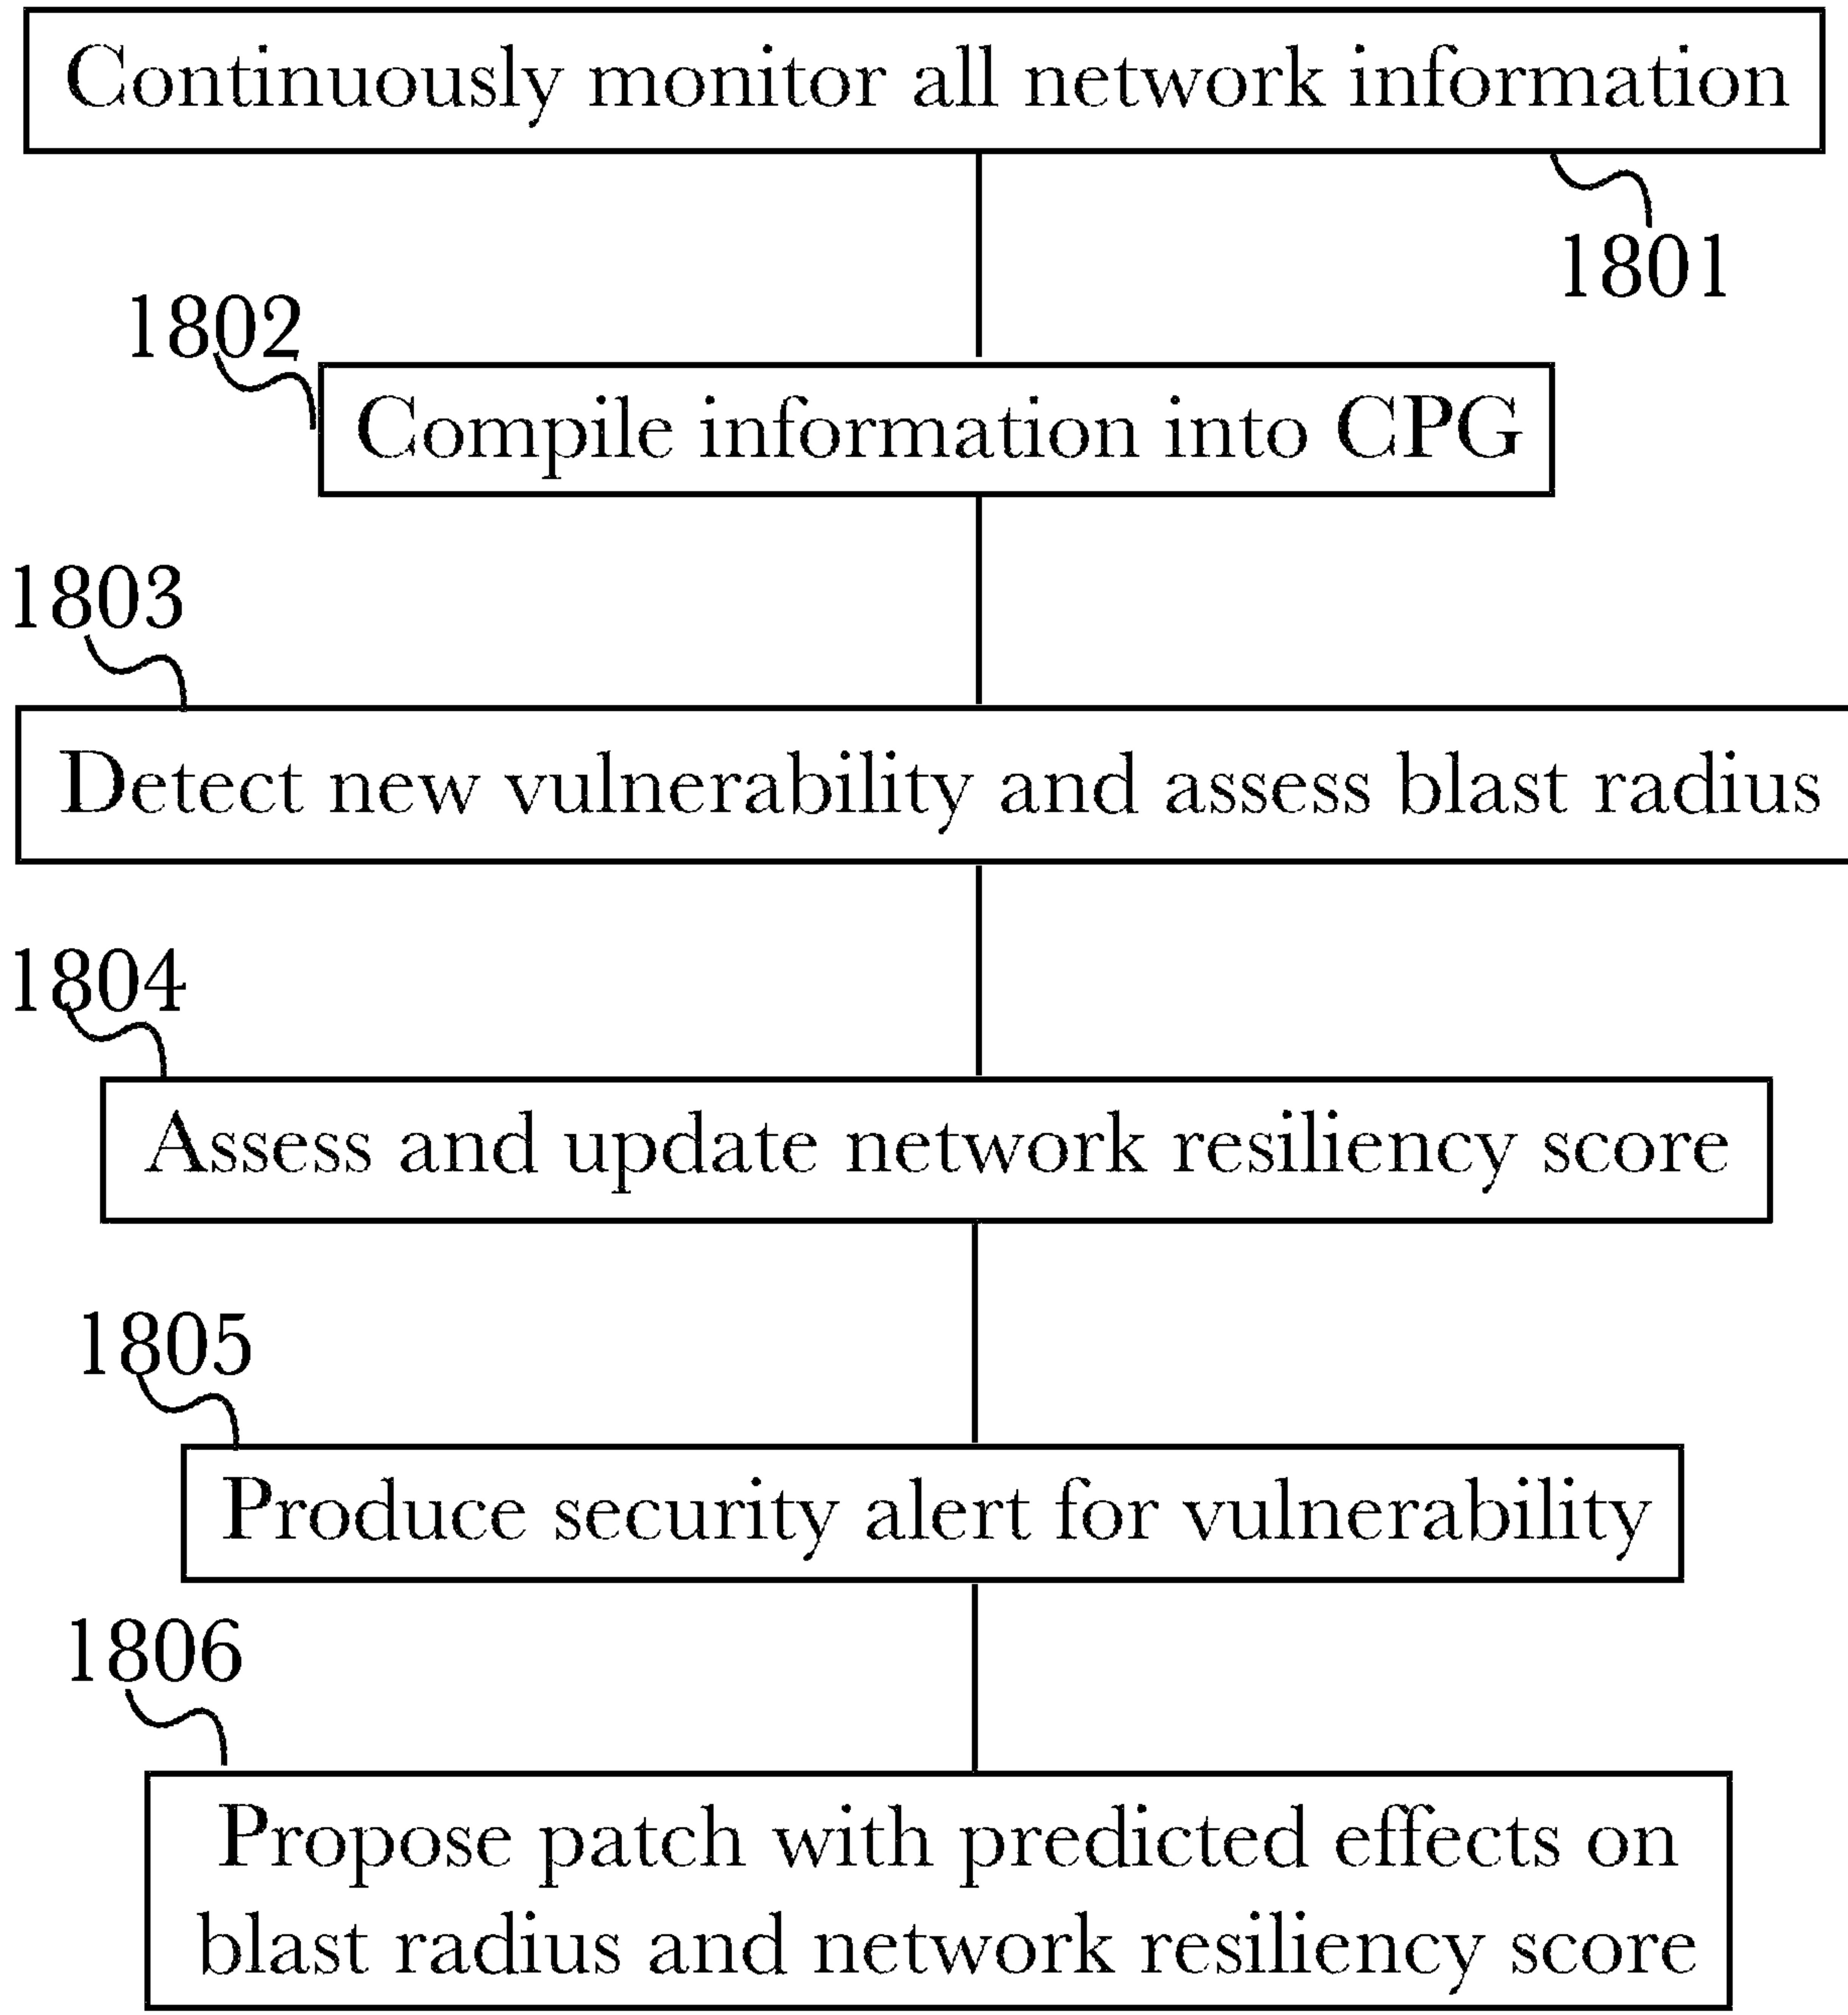 Continuously monitor all network information
1801
1802
Compile information into CPG
1803
Detect new vulnerability and assess blast radius
1804
Assess and update network resiliency score
1805
Produce security alert for vulnerability
1806
Propose patch with predicted effects on
blast radius and network resiliency score